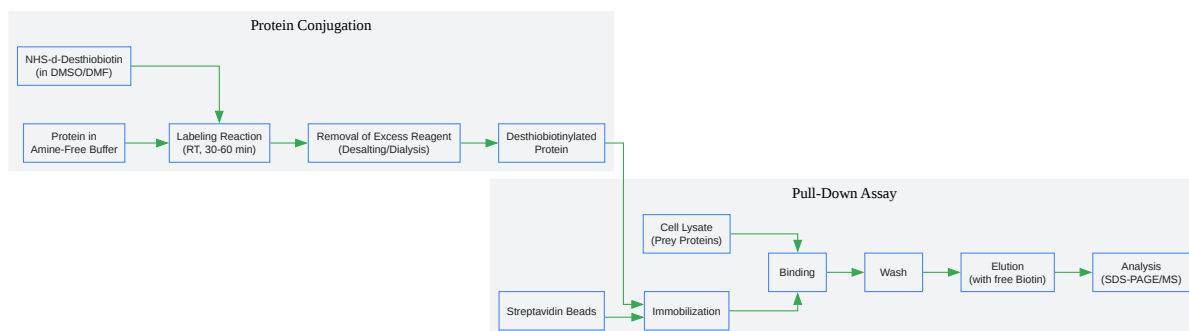 Protein Conjugation
NHS-d-Desthiobiotin
(in DMSO/DMF)
Protein in
Amine-Free Buffer
Labeling Reaction
(RT, 30-60 min)
Removal of Excess Reagent
(Desalting/Dialysis)
Desthiobiotinylated
Protein
Pull-Down Assay
Cell Lysate
(Prey Proteins)
Streptavidin Beads
Immobilization
Binding
Wash
Elution
(with free Biotin)
Analysis
(SDS-PAGE/MS)